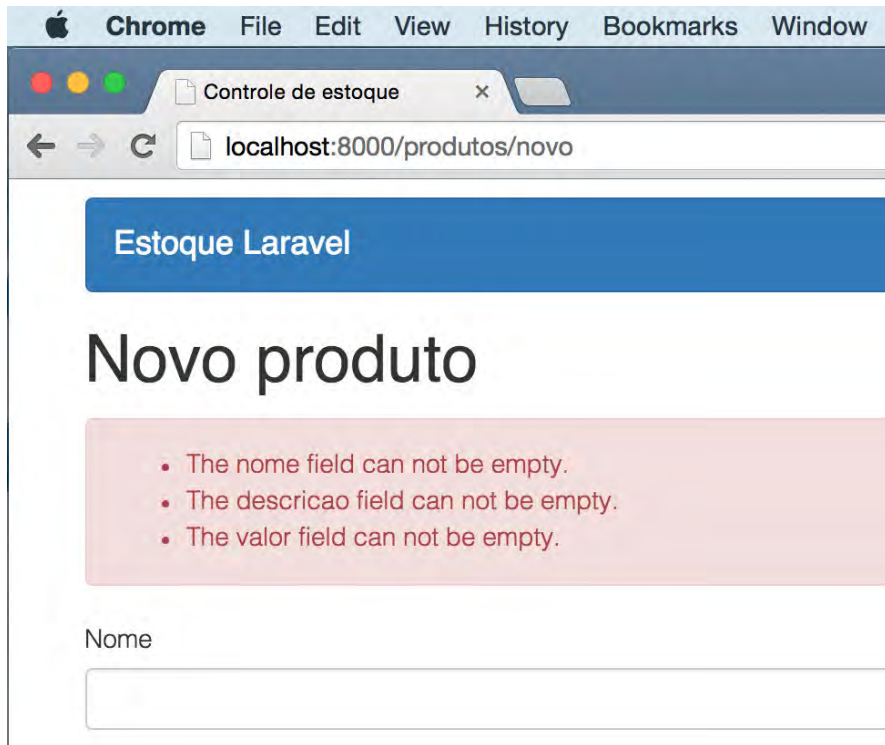 Chrome File Edit View History Bookmarks Window
Controle de estoque
localhost:8000/produtos/novo
Estoque Laravel
Novo produto
The nome field can not be empty.
The descricao field can not be empty.
The valor field can not be empty.
Nome